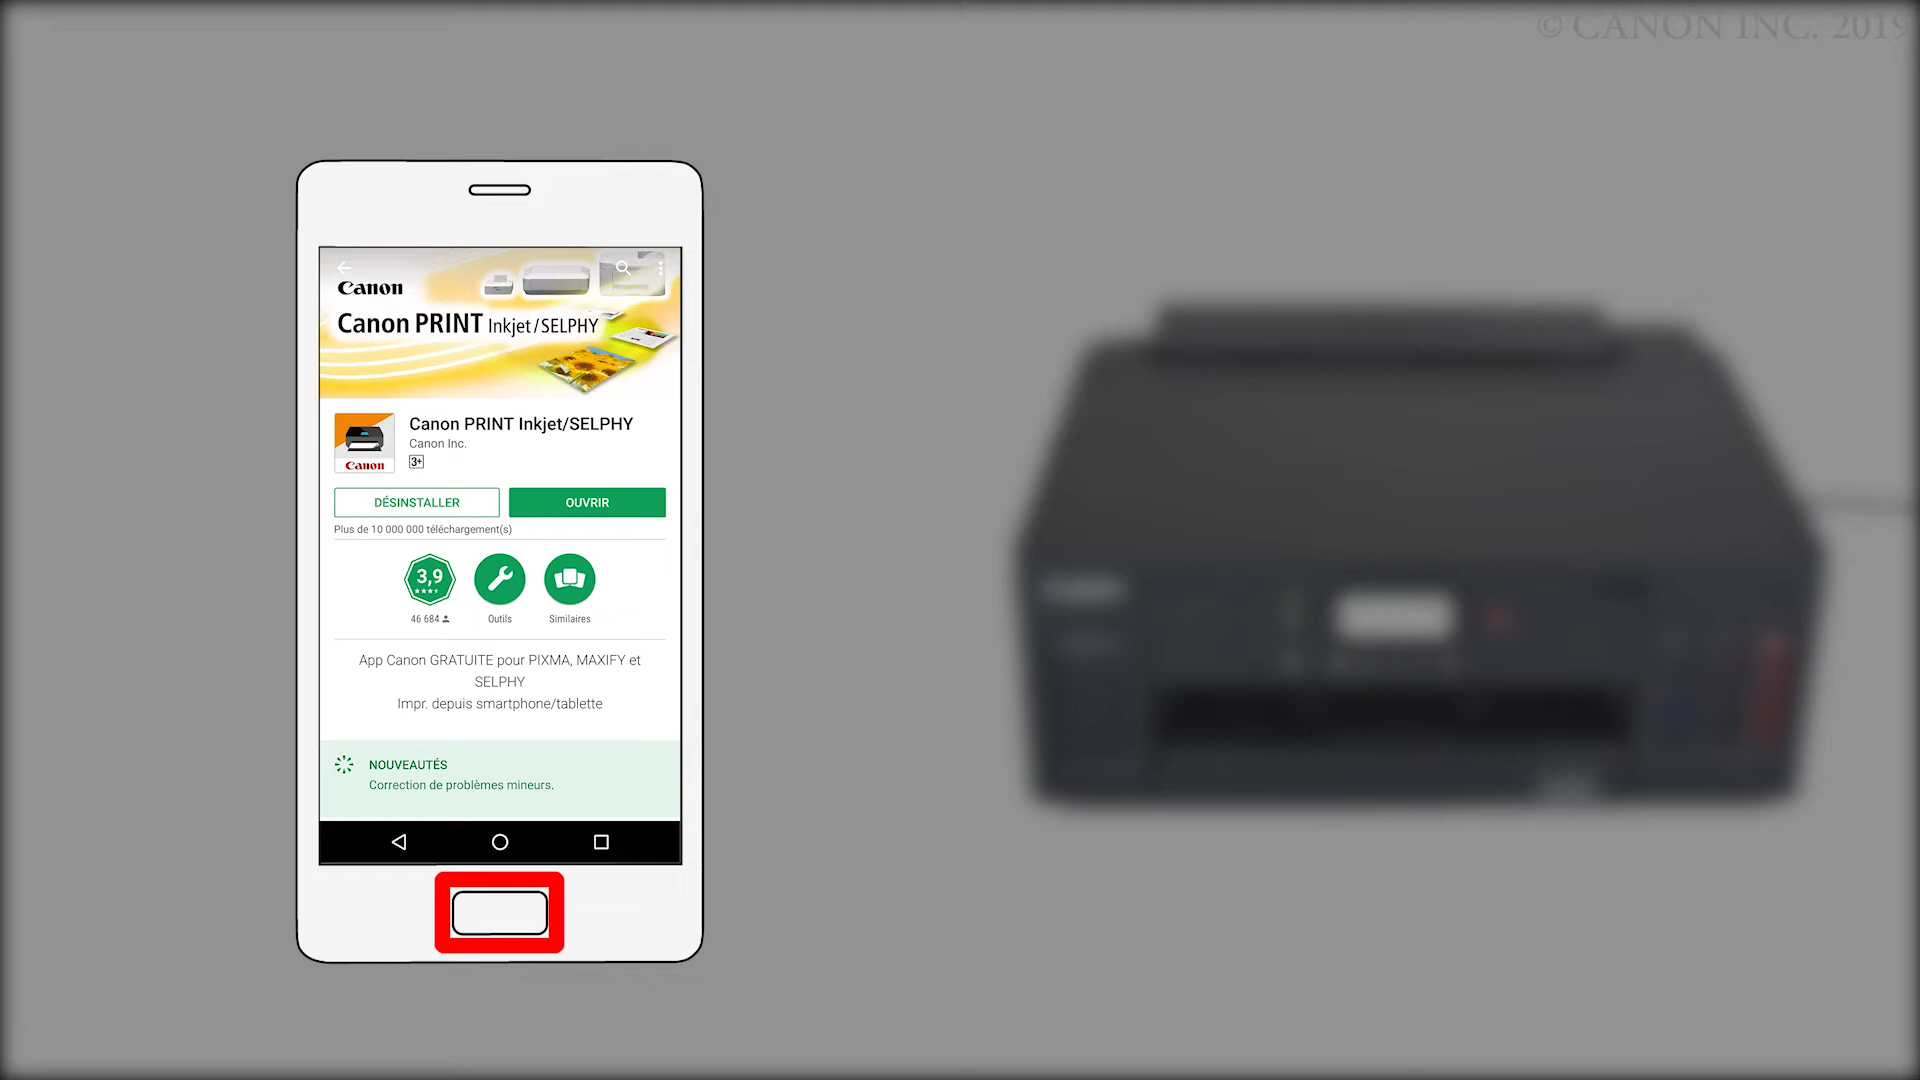 © CANON INC. 2019
Canon
Canon PRINT Inkjet/SELPHY
Canon PRINT Inkjet/SELPHY
Canon Inc.
3+
Canon
DÉSINSTALLER
OUVRIR
Plus de 10 000 000 téléchargement(s)
3,9
46 684
Outils
Similaires
App Canon GRATUITE pour PIXMA, MAXIFY et
SELPHY
Impr. depuis smartphone/tablette
NOUVEAUTÉS
Correction de problèmes mineurs.